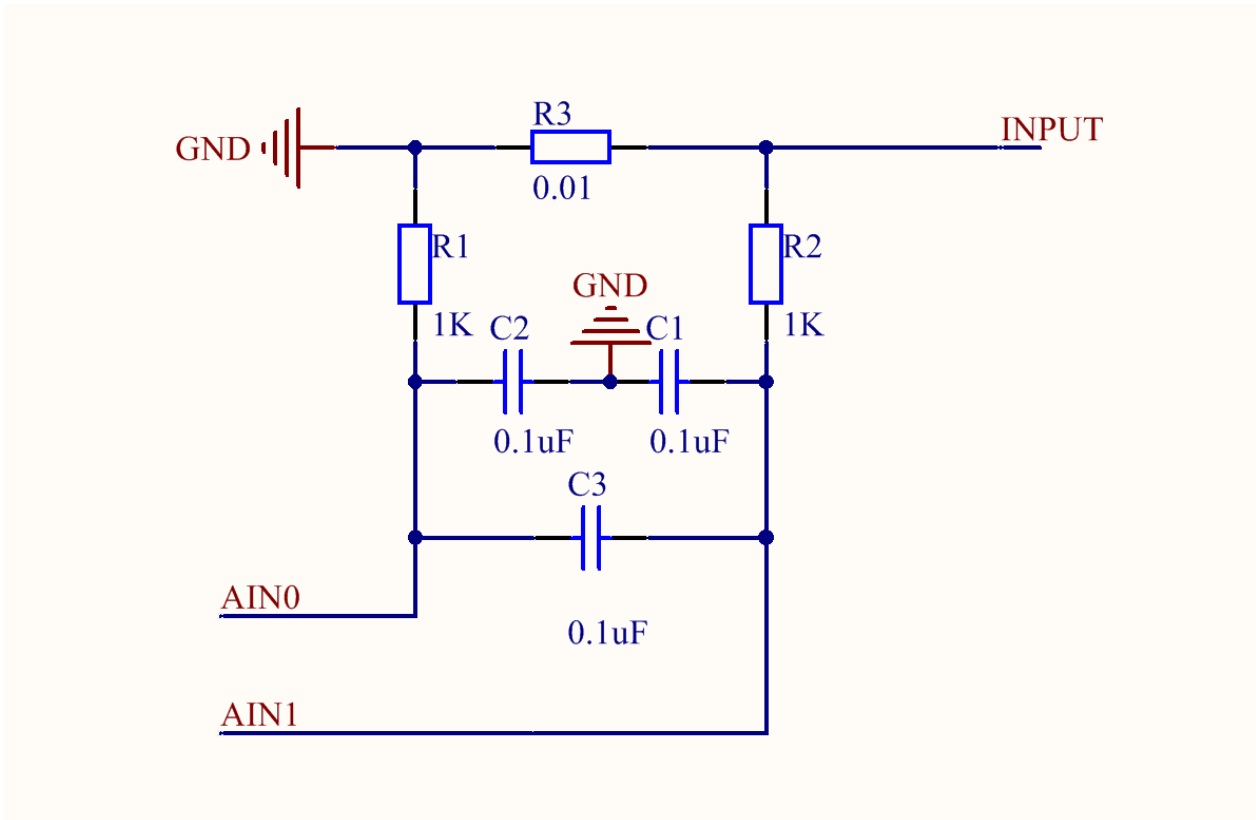 R3
INPUT
GND
0.01
R1
R2
GND
1K
C2
C1
1K
0.1uF
0.1uF
C3
AIN0
0.1uF
AIN1